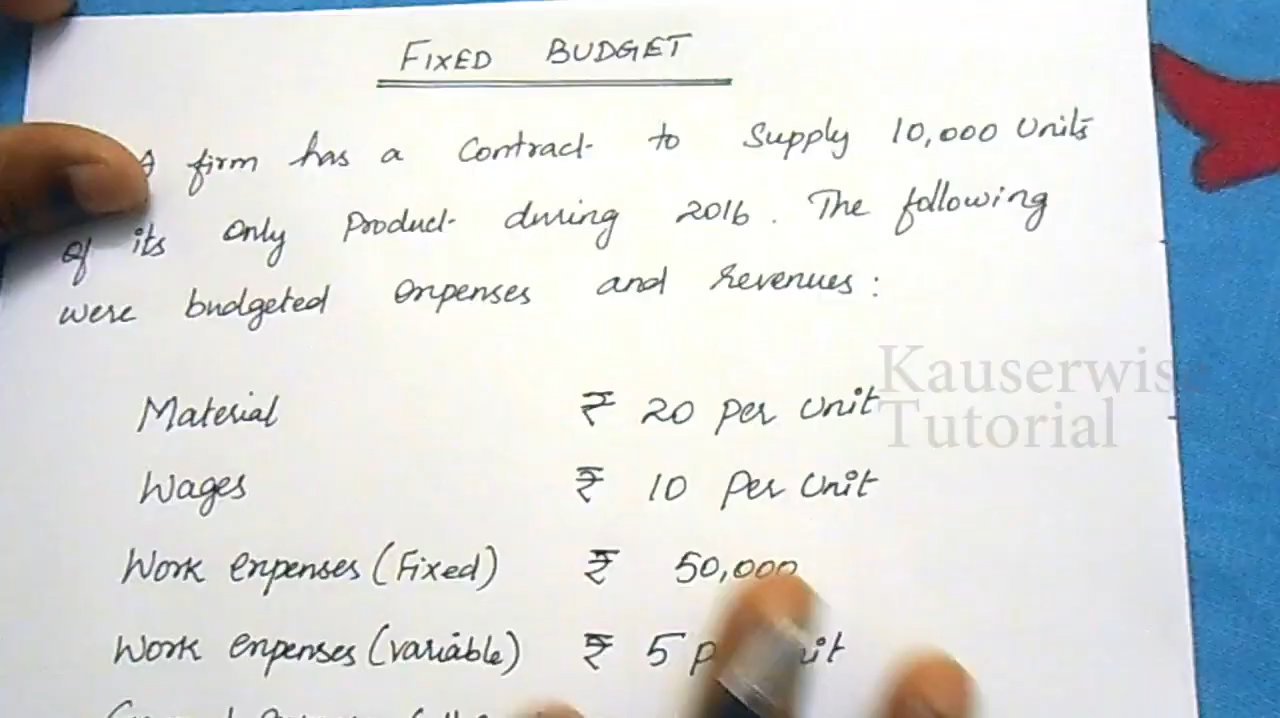 FIXED BUDGET
A firm has a Contract to Supply 10,000 Units
of its only Product during 2016. The following
were budgeted expenses and revenues:
Kauserwise
Tutorial
Material ₹ 20 per unit
Wages ₹ 10 Per Unit
Work expenses (Fixed) ₹ 50,000
Work expenses (variable) ₹ 5